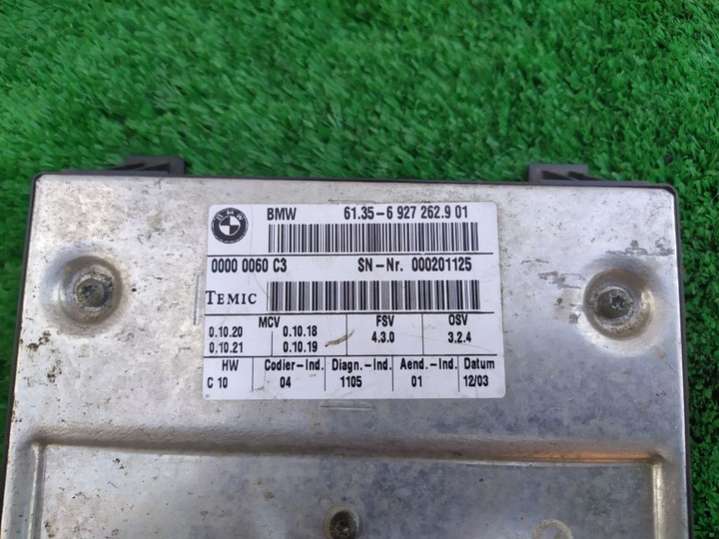 BMW 61.35-6 927 262.9 01
0000 0060 C3 SN-Nr. 000201125
TEMIC
MCV FSV OSV
0.10.20 0.10.18 4.3.0 3.2.4
0.10.21 0.10.19
HW Codier-Ind. Diagn.-Ind. Aend.-Ind. Datum
C 10 04 1105 01 12/03